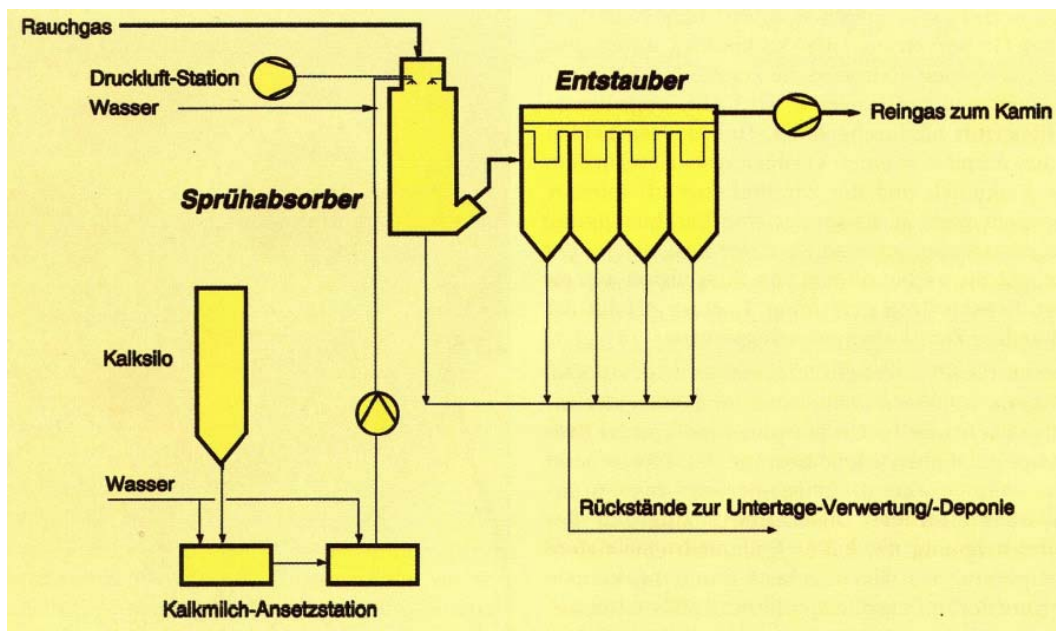 Rauchgas
Druckluft-Station
Wasser
Entstauber
Reingas zum Kamin
Sprühabsorber
Kalksilo
Wasser
Rückstände zur Untertage-Verwertung/-Deponie
Kalkmilch-Ansetzstation